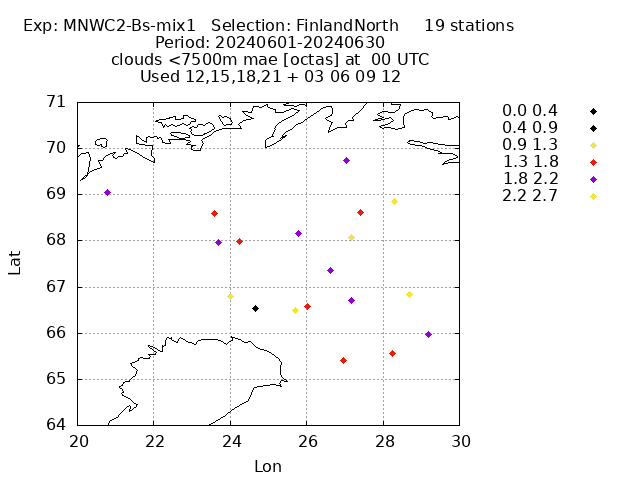 Exp: MNWC2-Bs-mix1 Selection: FinlandNorth 19 stations
Period: 20240601-20240630
clouds <7500m mae [octas] at 00 UTC
Used 12,15,18,21 + 03 06 09 12
71
70
69
68
67
66
65
64
Lat
20 22 24 26 28 30
Lon
0.0 0.4
0.4 0.9
0.9 1.3
1.3 1.8
1.8 2.2
2.2 2.7